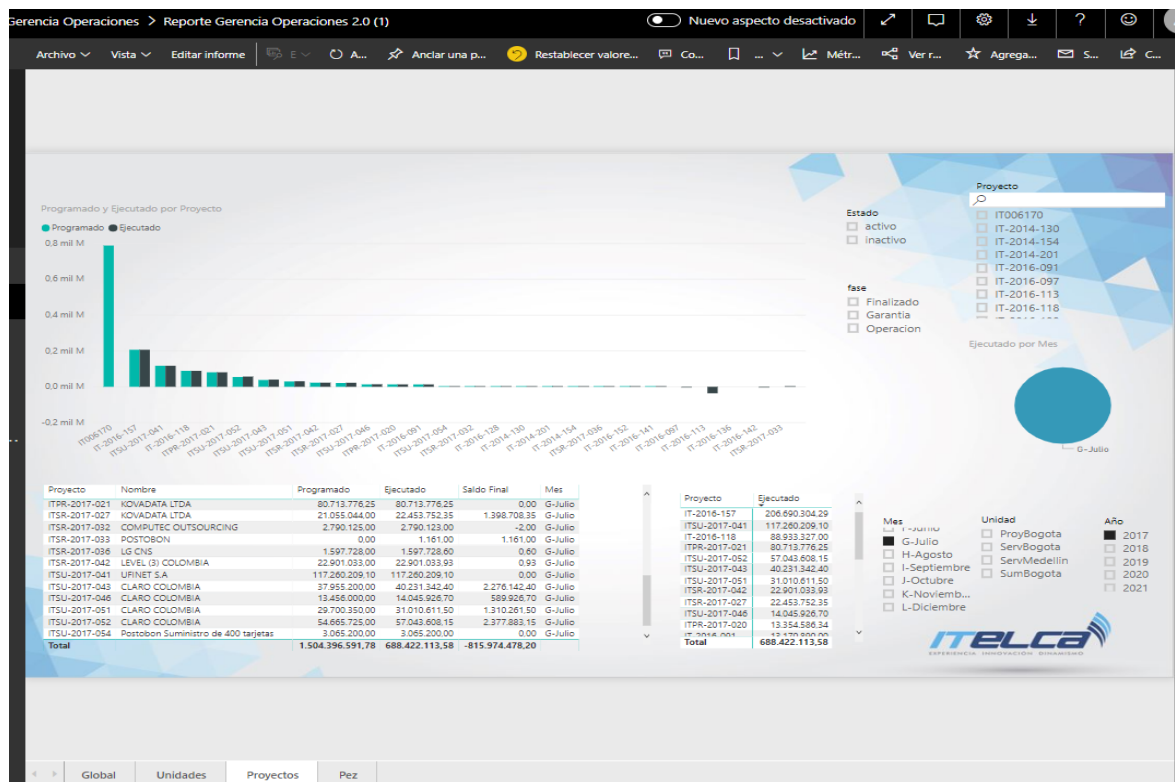 Gerencia Operaciones > Reporte Gerencia Operaciones 2.0 (1)
Nuevo aspecto desactivado
?
Archivo
Vista
Editar informe
E
A...
Anclar una p...
Restablecer valore...
Co...
...
Métr...
Ver r...
Agrega...
S...
C...
Programado y Ejecutado por Proyecto
Programado Ejecutado
0,8 mil M
0,6 mil M
0,4 mil M
0,2 mil M
0,0 mil M
-0,2 mil M
IT006170
IT-2016-157
ITSU-2017-041
IT-2016-118
ITPR-2017-021
ITSU-2017-052
ITSU-2017-043
ITSU-2017-051
ITSR-2017-042
ITSR-2017-027
ITSU-2017-046
ITPR-2017-020
IT-2016-091
ITSU-2017-054
ITSR-2017-032
IT-2016-128
IT-2014-130
IT-2014-201
IT-2014-154
ITSR-2017-036
IT-2016-152
IT-2016-141
IT-2016-097
IT-2016-113
IT-2016-136
IT-2016-142
ITSR-2017-033
Estado
activo
inactivo
fase
Finalizado
Garantia
Operacion
Proyecto
IT006170
IT-2014-130
IT-2014-154
IT-2014-201
IT-2016-091
IT-2016-097
IT-2016-113
IT-2016-118
Ejecutado por Mes
G-Julio
Proyecto Nombre Programado Ejecutado Saldo Final Mes
ITPR-2017-021 KOVADATA LTDA 80.713.776,25 80.713.776,25 0,00 G-Julio
ITSR-2017-027 KOVADATA LTDA 21.055.044,00 22.453.752,35 1.398.708,35 G-Julio
ITSR-2017-032 COMPUTEC OUTSOURCING 2.790.125,00 2.790.123,00 -2,00 G-Julio
ITSR-2017-033 POSTOBON 0,00 1.161,00 1.161,00 G-Julio
ITSR-2017-036 LG CNS 1.597.728,00 1.597.728,60 0,60 G-Julio
ITSR-2017-042 LEVEL (3) COLOMBIA 22.901.033,00 22.901.033,93 0,93 G-Julio
ITSU-2017-041 UFINET S.A 117.260.209,10 117.260.209,10 0,00 G-Julio
ITSU-2017-043 CLARO COLOMBIA 37.955.200,00 40.231.342,40 2.276.142,40 G-Julio
ITSU-2017-046 CLARO COLOMBIA 13.456.000,00 14.045.926,70 589.926,70 G-Julio
ITSU-2017-051 CLARO COLOMBIA 29.700.350,00 31.010.611,50 1.310.261,50 G-Julio
ITSU-2017-052 CLARO COLOMBIA 54.665.725,00 57.043.608,15 2.377.883,15 G-Julio
ITSU-2017-054 Postobon Suministro de 400 tarjetas 3.065.200,00 3.065.200,00 0,00 G-Julio
Total 1.504.396.591,78 688.422.113,58 -815.974.478,20
Proyecto Ejecutado
IT-2016-157 206.690.304,29
ITSU-2017-041 117.260.209,10
IT-2016-118 88.933.327,00
ITPR-2017-021 80.713.776,25
ITSU-2017-052 57.043.608,15
ITSU-2017-043 40.231.342,40
ITSU-2017-051 31.010.611,50
ITSR-2017-042 22.901.033,93
ITSR-2017-027 22.453.752,35
ITSU-2017-046 14.045.926,70
ITPR-2017-020 13.354.586,34
Total 688.422.113,58
Mes
F-Junio
G-Julio
H-Agosto
I-Septiembre
J-Octubre
K-Noviemb...
L-Diciembre
Unidad
ProyBogota
ServBogota
ServMedellin
SumBogota
Año
2017
2018
2019
2020
2021
ITELCA
EXPERIENCIA INNOVACIÓN DINAMISMO
Global
Unidades
Proyectos
Pez